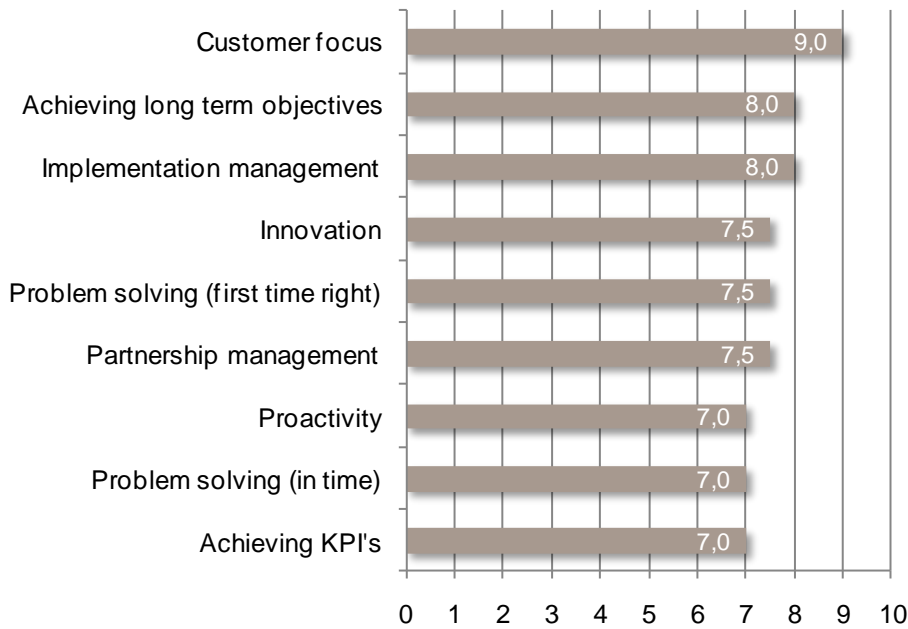 Customer focus 9,0
Achieving long term objectives 8,0
Implementation management 8,0
Innovation 7,5
Problem solving (first time right) 7,5
Partnership management 7,5
Proactivity 7,0
Problem solving (in time) 7,0
Achieving KPI's 7,0
0 1 2 3 4 5 6 7 8 9 10